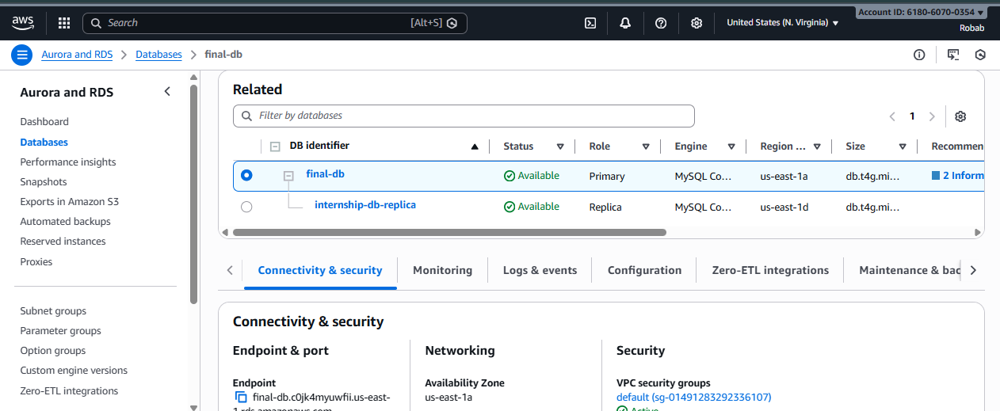 aws
Search
[Alt+S]
United States (N. Virginia)
Account ID: 6180-6070-0354
Robab
Aurora and RDS
Databases
final-db
Aurora and RDS
Dashboard
Databases
Performance insights
Snapshots
Exports in Amazon S3
Automated backups
Reserved instances
Proxies
Subnet groups
Parameter groups
Option groups
Custom engine versions
Zero-ETL integrations
Related
Filter by databases
1
DB identifier Status Role Engine Region ... Size Recommen
final-db Available Primary MySQL Co... us-east-1a db.t4g.mi... 2 Inform
internship-db-replica Available Replica MySQL Co... us-east-1d db.t4g.mi...
Connectivity & security Monitoring Logs & events Configuration Zero-ETL integrations Maintenance & bac
Connectivity & security
Endpoint & port
Endpoint
final-db.c0jk4myuwfii.us-east-
1.rds.amazonaws.com
Networking
Availability Zone
us-east-1a
Security
VPC security groups
default (sg-01491283292336107)
Active